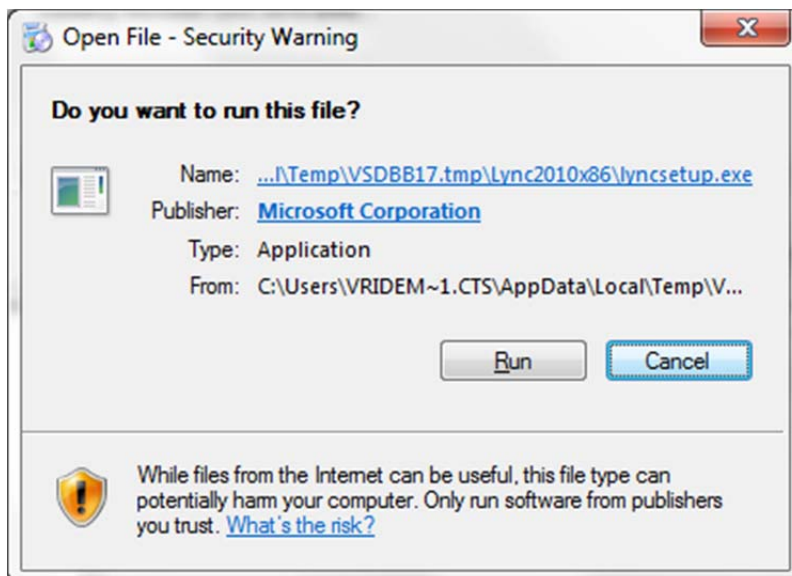 Open File - Security Warning
Do you want to run this file?
Name: ...l\Temp\VSDBB17.tmp\Lync2010x86\lyncsetup.exe
Publisher: Microsoft Corporation
Type: Application
From: C:\Users\VRIDEM~1.CTS\AppData\Local\Temp\V...
Run Cancel
While files from the Internet can be useful, this file type can
potentially harm your computer. Only run software from publishers
you trust. What's the risk?